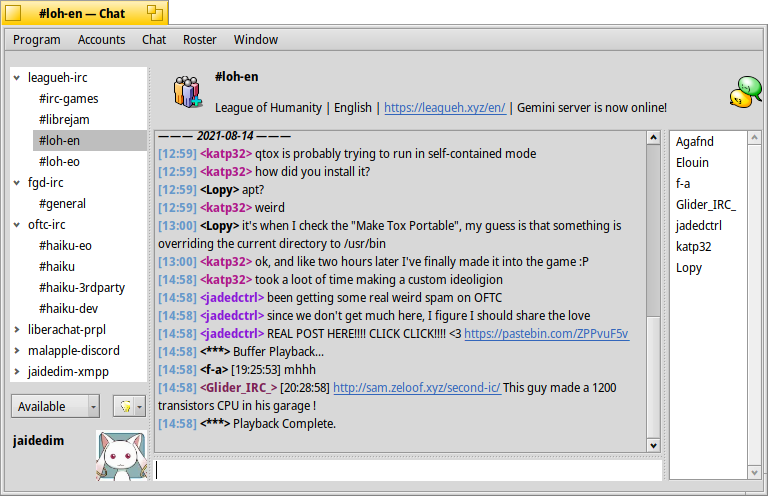 #loh-en — Chat
Program Accounts Chat Roster Window
leagueh-irc
#irc-games
#librejam
#loh-en
#loh-eo
fgd-irc
#general
oftc-irc
#haiku-eo
#haiku
#haiku-3rdparty
#haiku-dev
liberachat-prpl
malapple-discord
jaidedim-xmpp
Available
jaidedim
#loh-en
League of Humanity | English | https://leagueh.xyz/en/ | Gemini server is now online!
——— 2021-08-14 ———
[12:59] <katp32> qtox is probably trying to run in self-contained mode
[12:59] <katp32> how did you install it?
[12:59] <Lopy> apt?
[12:59] <katp32> weird
[13:00] <Lopy> it's when I check the "Make Tox Portable", my guess is that something is
overriding the current directory to /usr/bin
[13:00] <katp32> ok, and like two hours later I've finally made it into the game :P
[14:58] <katp32> took a loot of time making a custom ideoligion
[14:58] <jadedctrl> been getting some real weird spam on OFTC
[14:58] <jadedctrl> since we don't get much here, I figure I should share the love
[14:58] <jadedctrl> REAL POST HERE!!!! CLICK CLICK!!!! <3 https://pastebin.com/ZPPvuF5v
[14:58] <***> Buffer Playback...
[14:58] <f-a> [19:25:53] mhhh
[14:58] <Glider_IRC_> [20:28:58] http://sam.zeloof.xyz/second-ic/ This guy made a 1200
transistors CPU in his garage !
[14:58] <***> Playback Complete.
Agafnd
Elouin
f-a
Glider_IRC_
jadedctrl
katp32
Lopy